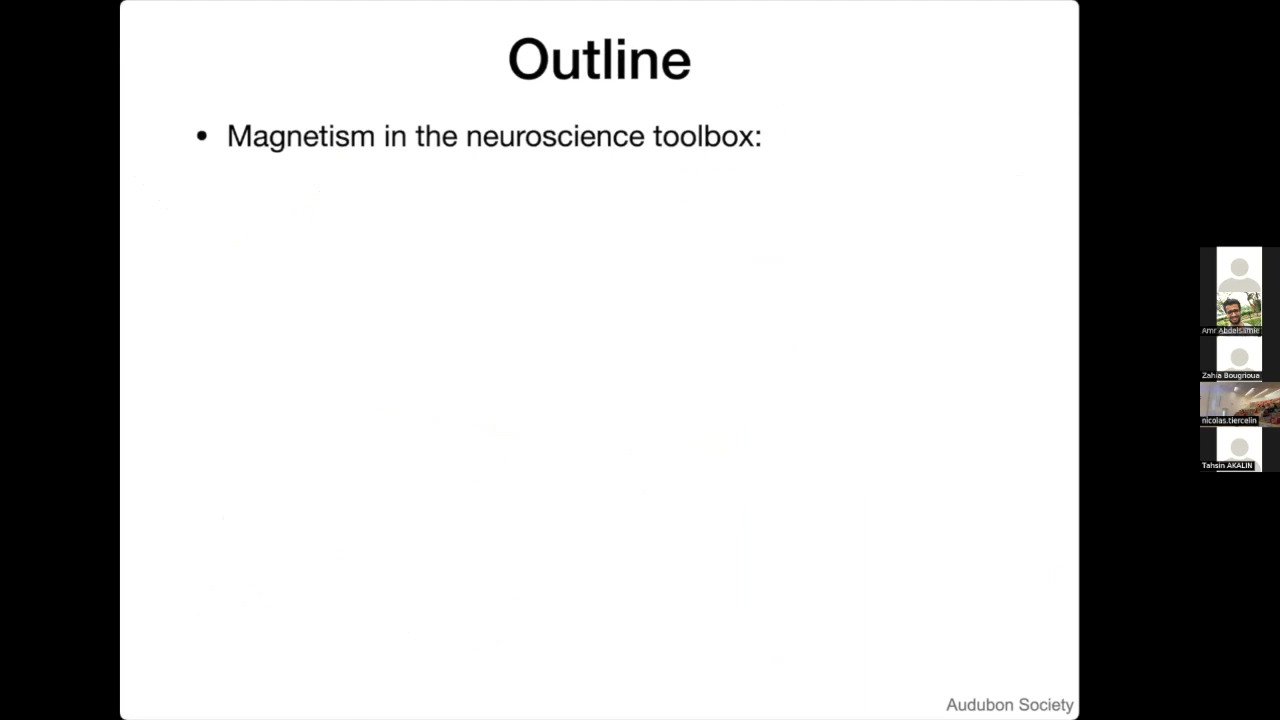 Outline
• Magnetism in the neuroscience toolbox:
Amr Abdelsamie
Zahia Bougrioua
nicolas.tiercelin
Tahsin AKALIN
Audubon Society